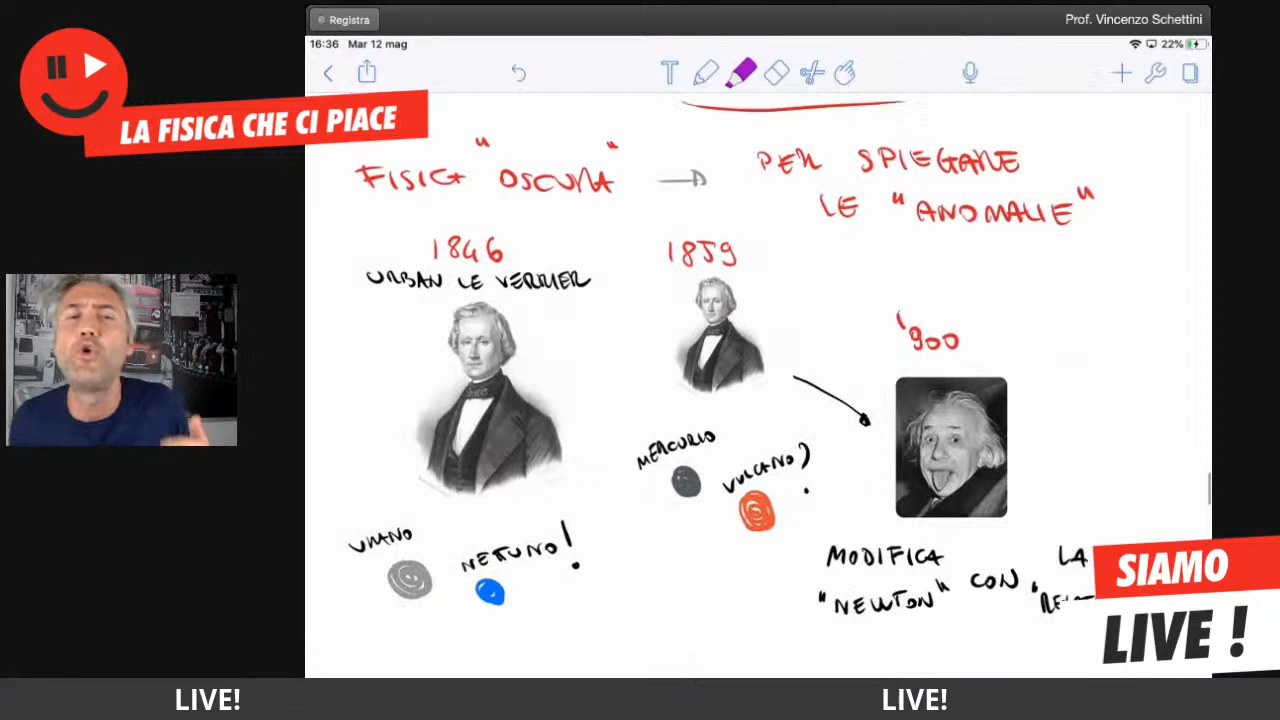 Registra
Prof. Vincenzo Schettini
16:36 Mar 12 mag
22%
LA FISICA CHE CI PIACE
FISICA "OSCURA"
PER SPIEGARE
LE "ANOMALIE"
1846
URBAN LE VERRIER
1859
'900
MERCURIO
VULCANO?
URANO
NETTUNO!
MODIFICA
"NEWTON" CON LA
SIAMO
LIVE!
LIVE!
LIVE!